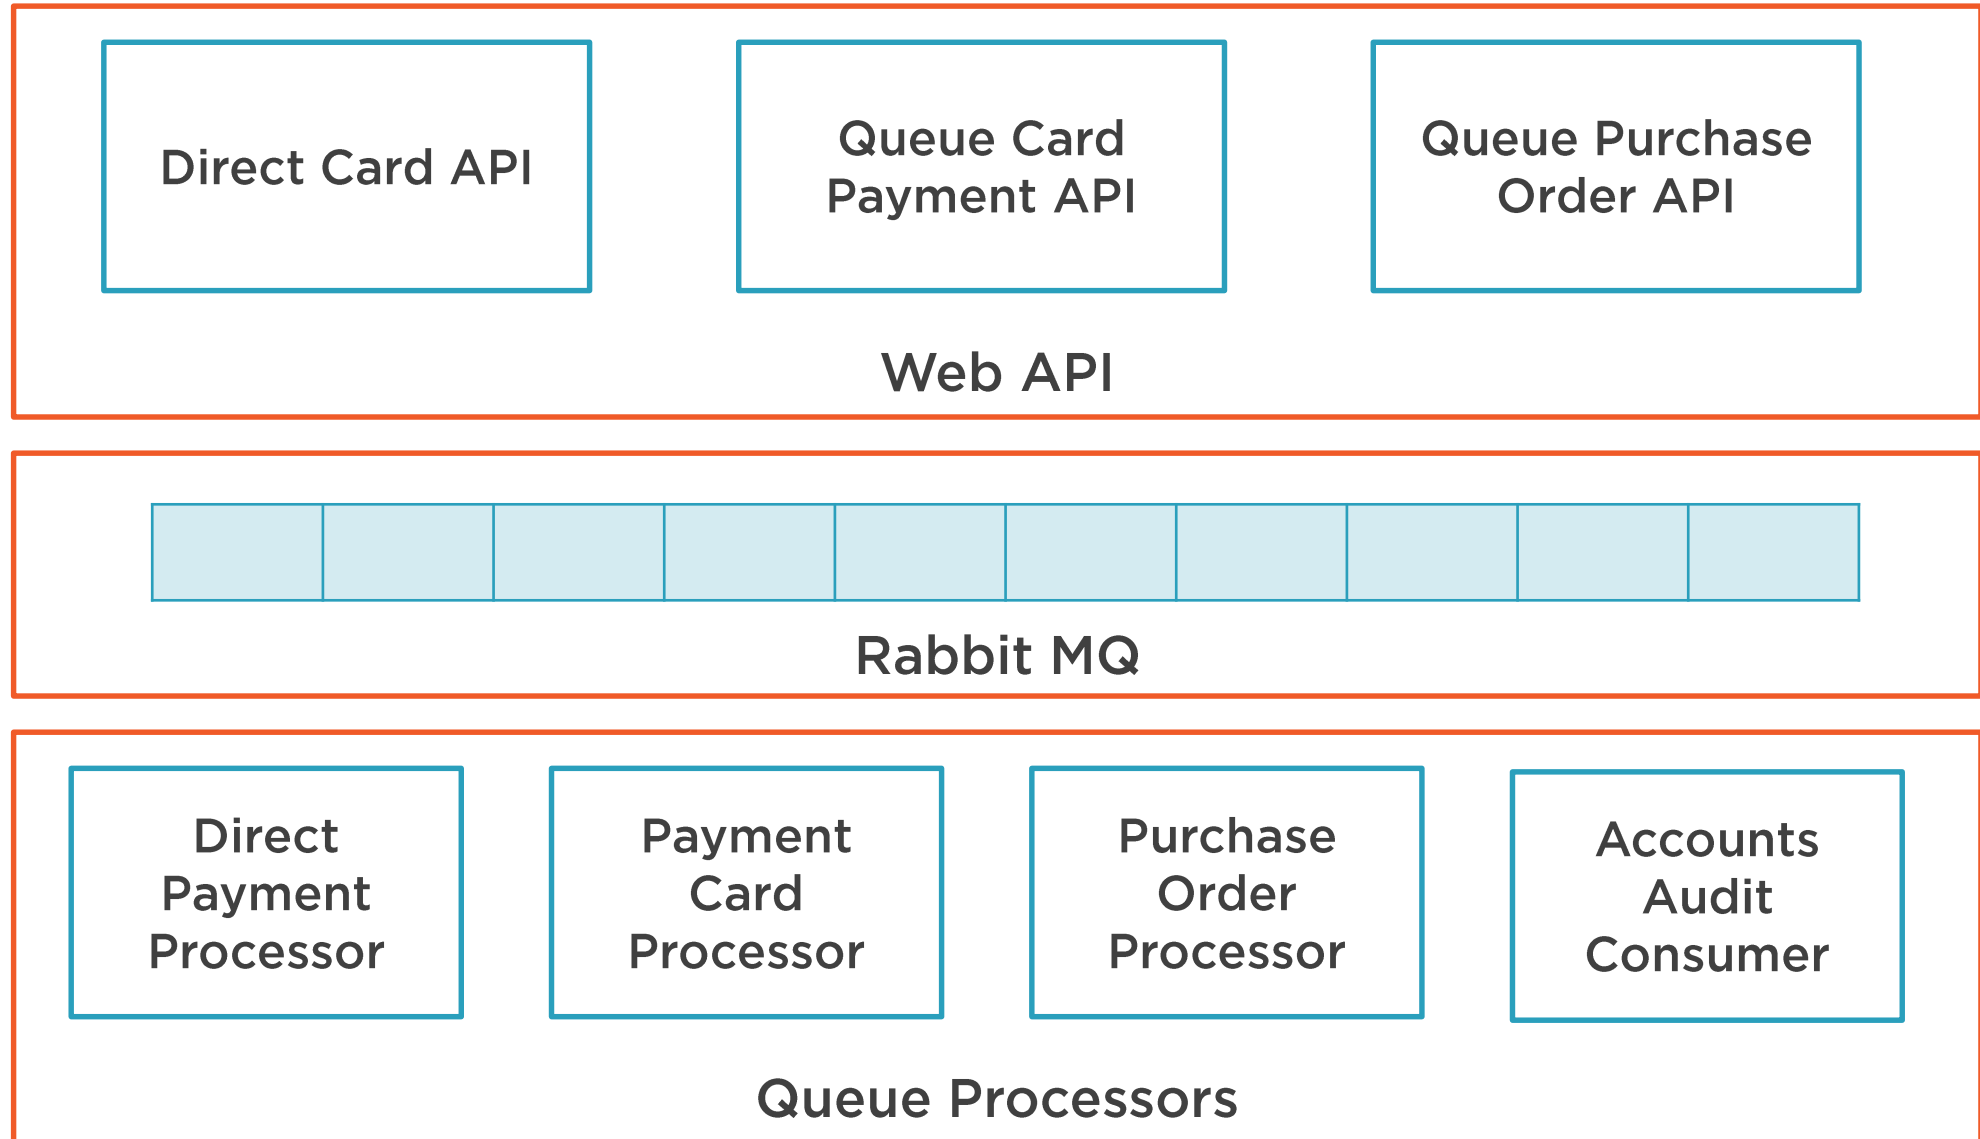 Direct Card API
Queue Card
Payment API
Queue Purchase
Order API
Web API
Rabbit MQ
Direct
Payment
Processor
Payment
Card
Processor
Purchase
Order
Processor
Accounts
Audit
Consumer
Queue Processors